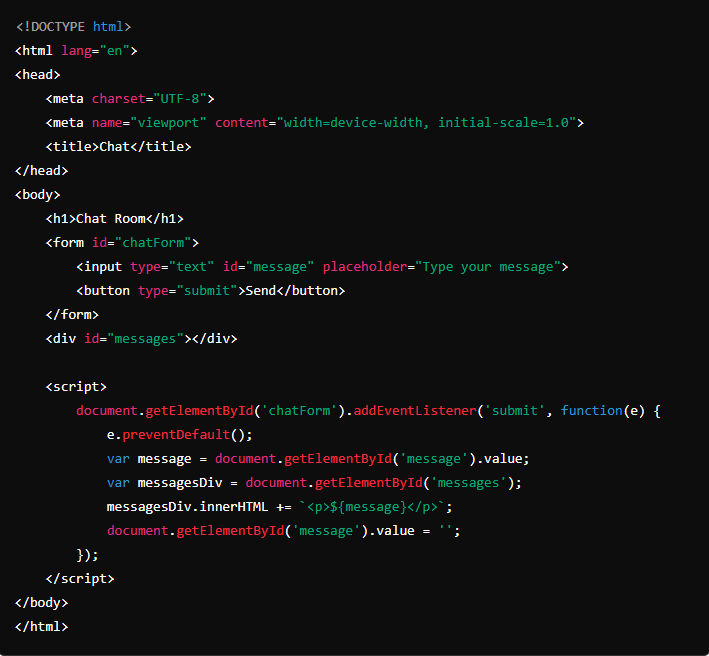 <!DOCTYPE html>
<html lang="en">
<head>
    <meta charset="UTF-8">
    <meta name="viewport" content="width=device-width, initial-scale=1.0">
    <title>Chat</title>
</head>
<body>
    <h1>Chat Room</h1>
    <form id="chatForm">
        <input type="text" id="message" placeholder="Type your message">
        <button type="submit">Send</button>
    </form>
    <div id="messages"></div>

    <script>
        document.getElementById('chatForm').addEventListener('submit', function(e) {
            e.preventDefault();
            var message = document.getElementById('message').value;
            var messagesDiv = document.getElementById('messages');
            messagesDiv.innerHTML += `<p>${message}</p>`;
            document.getElementById('message').value = '';
        });
    </script>
</body>
</html>